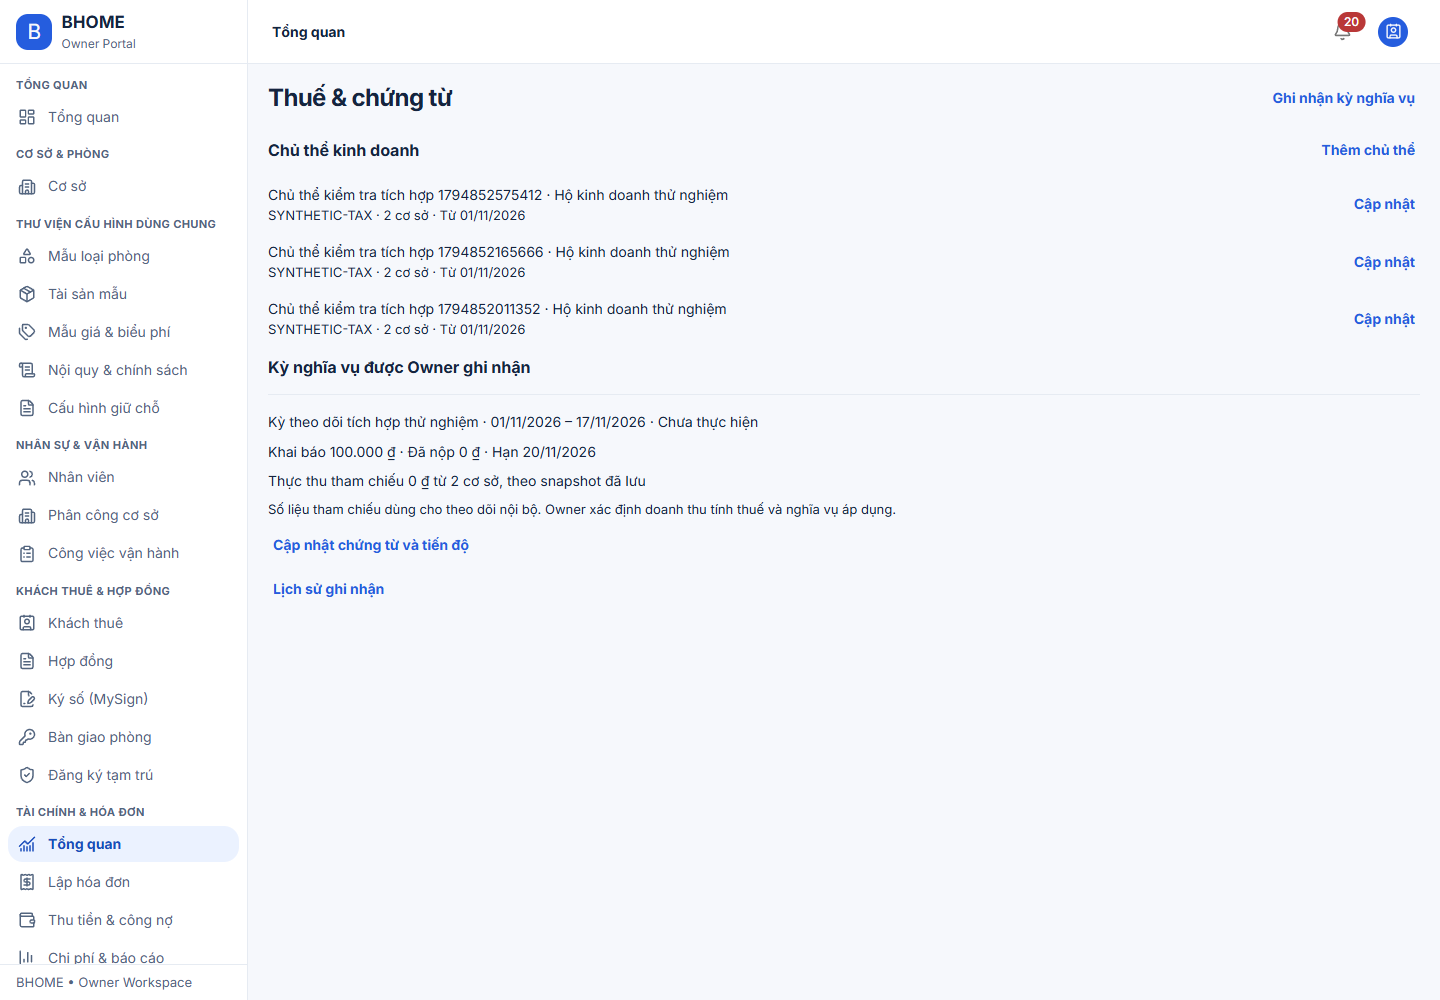 B
BHOME
Owner Portal
TỔNG QUAN
Tổng quan
CƠ SỞ & PHÒNG
Cơ sở
THƯ VIỆN CẤU HÌNH DÙNG CHUNG
Mẫu loại phòng
Tài sản mẫu
Mẫu giá & biểu phí
Nội quy & chính sách
Cấu hình giữ chỗ
NHÂN SỰ & VẬN HÀNH
Nhân viên
Phân công cơ sở
Công việc vận hành
KHÁCH THUÊ & HỢP ĐỒNG
Khách thuê
Hợp đồng
Ký số (MySign)
Bàn giao phòng
Đăng ký tạm trú
TÀI CHÍNH & HÓA ĐƠN
Tổng quan
Lập hóa đơn
Thu tiền & công nợ
Chi phí & báo cáo
BHOME • Owner Workspace
Tổng quan
20
Thuế & chứng từ
Ghi nhận kỳ nghĩa vụ
Chủ thể kinh doanh
Thêm chủ thể
Chủ thể kiểm tra tích hợp 1794852575412 · Hộ kinh doanh thử nghiệm
SYNTHETIC-TAX · 2 cơ sở · Từ 01/11/2026
Cập nhật
Chủ thể kiểm tra tích hợp 1794852165666 · Hộ kinh doanh thử nghiệm
SYNTHETIC-TAX · 2 cơ sở · Từ 01/11/2026
Cập nhật
Chủ thể kiểm tra tích hợp 1794852011352 · Hộ kinh doanh thử nghiệm
SYNTHETIC-TAX · 2 cơ sở · Từ 01/11/2026
Cập nhật
Kỳ nghĩa vụ được Owner ghi nhận
Kỳ theo dõi tích hợp thử nghiệm · 01/11/2026 – 17/11/2026 · Chưa thực hiện
Khai báo 100.000 ₫ · Đã nộp 0 ₫ · Hạn 20/11/2026
Thực thu tham chiếu 0 ₫ từ 2 cơ sở, theo snapshot đã lưu
Số liệu tham chiếu dùng cho theo dõi nội bộ. Owner xác định doanh thu tính thuế và nghĩa vụ áp dụng.
Cập nhật chứng từ và tiến độ
Lịch sử ghi nhận